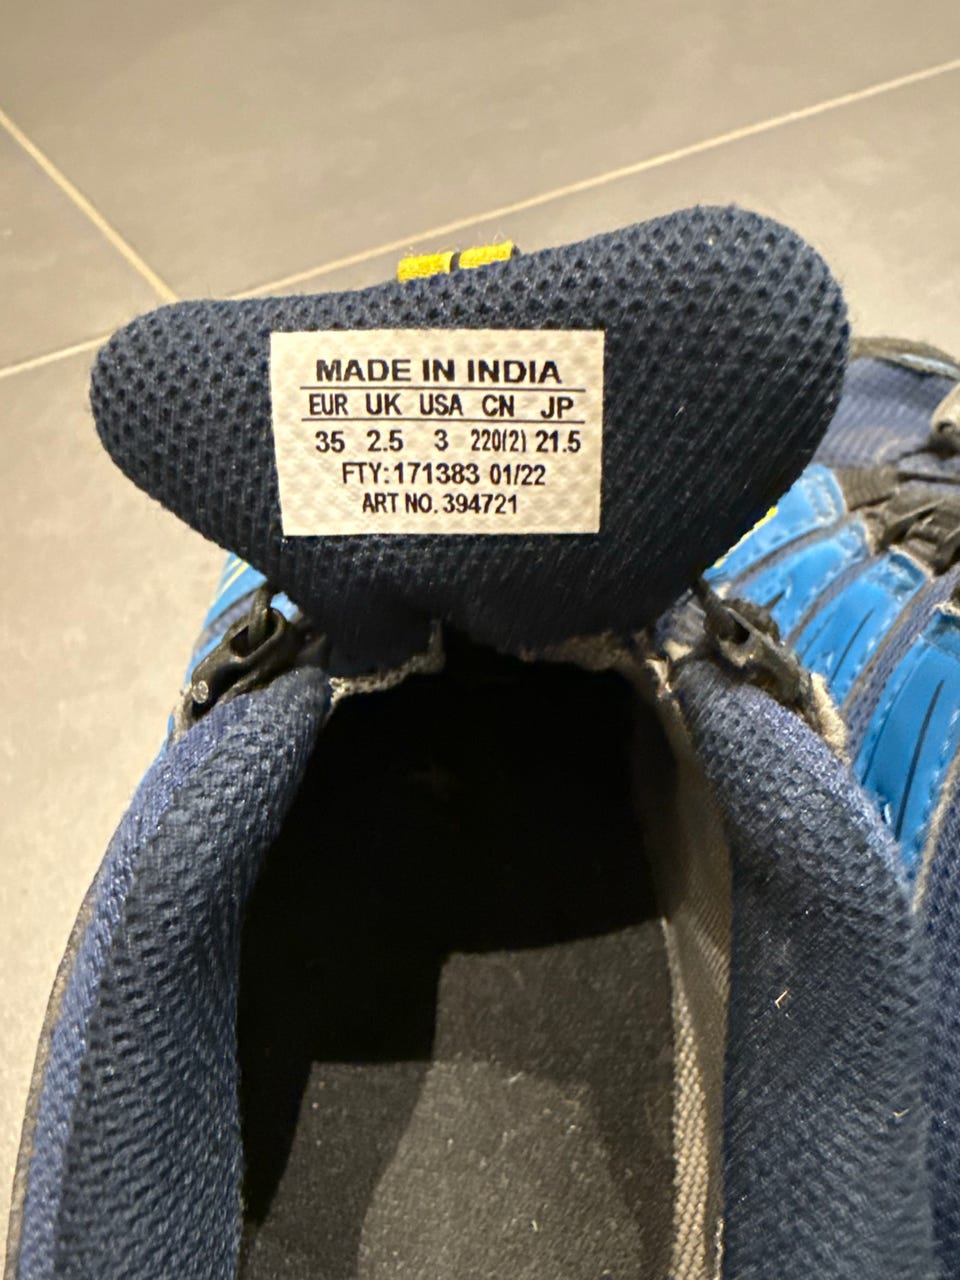 MADE IN INDIA
EUR UK USA CN JP
35 2.5 3 220(2) 21.5
FTY: 171383 01/22
ART NO. 394721